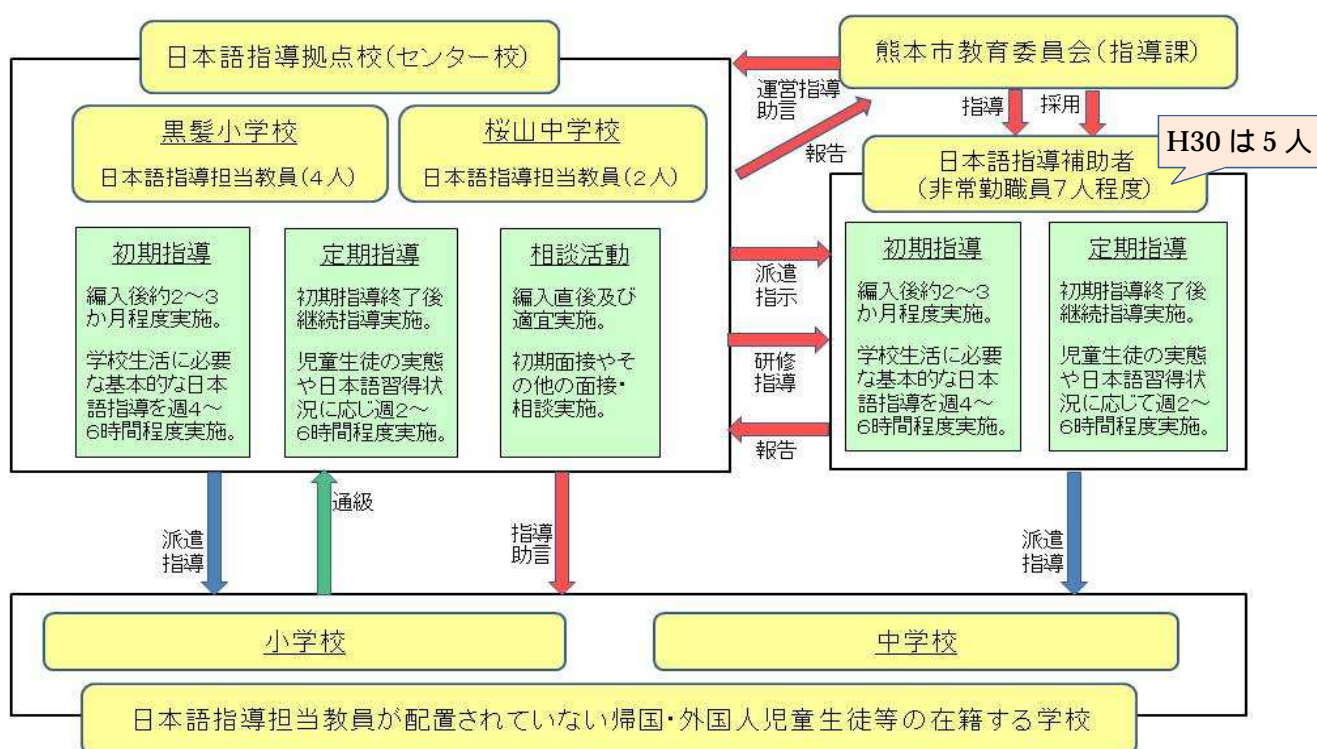 日本語指導拠点校(センター校)
熊本市教育委員会(指導課)
運営指導
助言
報告
指導
採用
H30 は 5 人
黒髪小学校
日本語指導担当教員(4人)
桜山中学校
日本語指導担当教員(2人)
日本語指導補助者
(非常勤職員7人程度)
初期指導
編入後約2~3
か月程度実施。
学校生活に必要
な基本的な日本
語指導を週4~
6時間程度実施。
定期指導
初期指導終了後
継続指導実施。
児童生徒の実態
や日本語習得状
況に応じ週2~
6時間程度実施。
相談活動
編入直後及び
適宜実施。
初期面接やそ
の他の面接・
相談実施。
派遣
指示
研修
指導
報告
初期指導
編入後約2~3
か月程度実施。
学校生活に必要
な基本的な日本
語指導を週4~
6時間程度実施。
定期指導
初期指導終了後
継続指導実施。
児童生徒の実態
や日本語習得状
況に応じて週2~
6時間程度実施。
派遣
指導
通級
指導
助言
派遣
指導
小学校
中学校
日本語指導担当教員が配置されていない帰国・外国人児童生徒等の在籍する学校